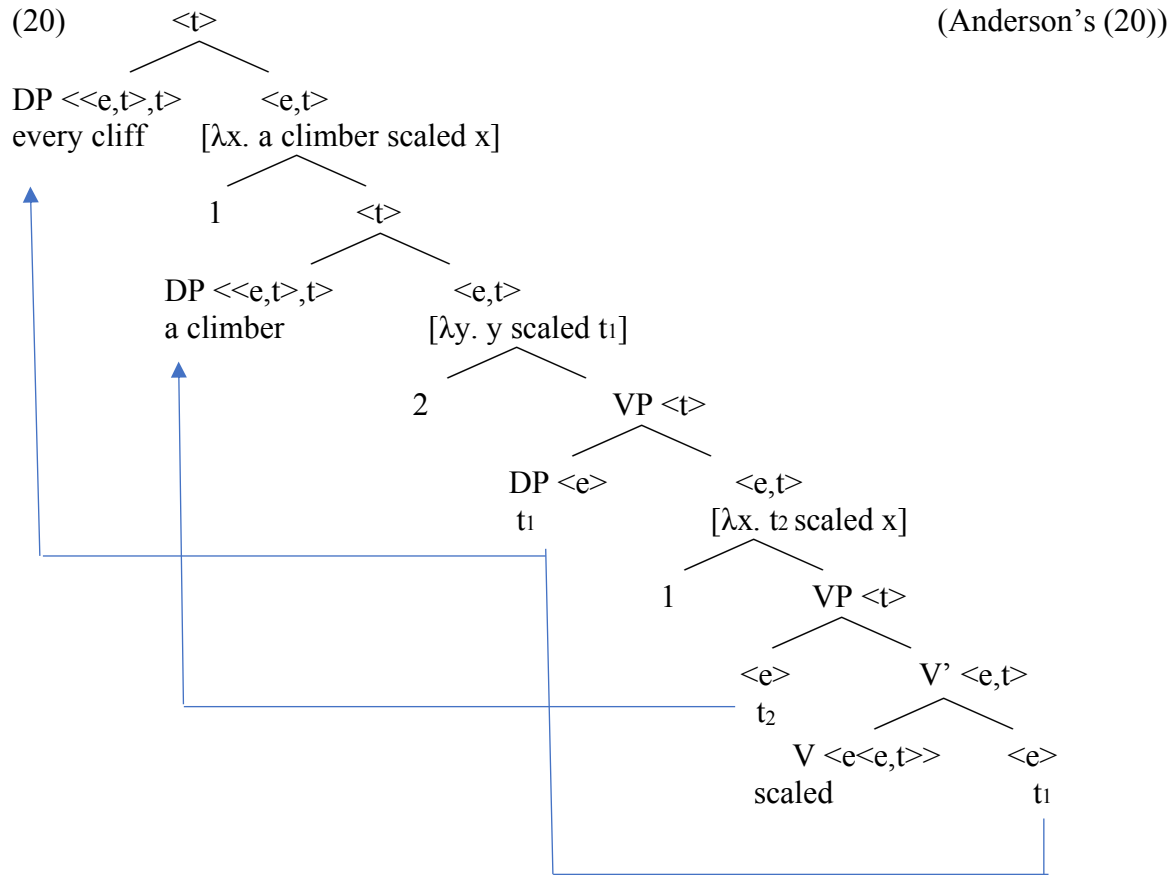 (20) <t> (Anderson’s (20))
DP <<e,t>,t> <e,t>
every cliff [λx. a climber scaled x]
1 <t>
DP <<e,t>,t> <e,t>
a climber [λy. y scaled t1]
2 VP <t>
DP <e> <e,t>
t1 [λx. t2 scaled x]
1 VP <t>
<e> V’ <e,t>
t2
V <e<e,t>> <e>
scaled t1